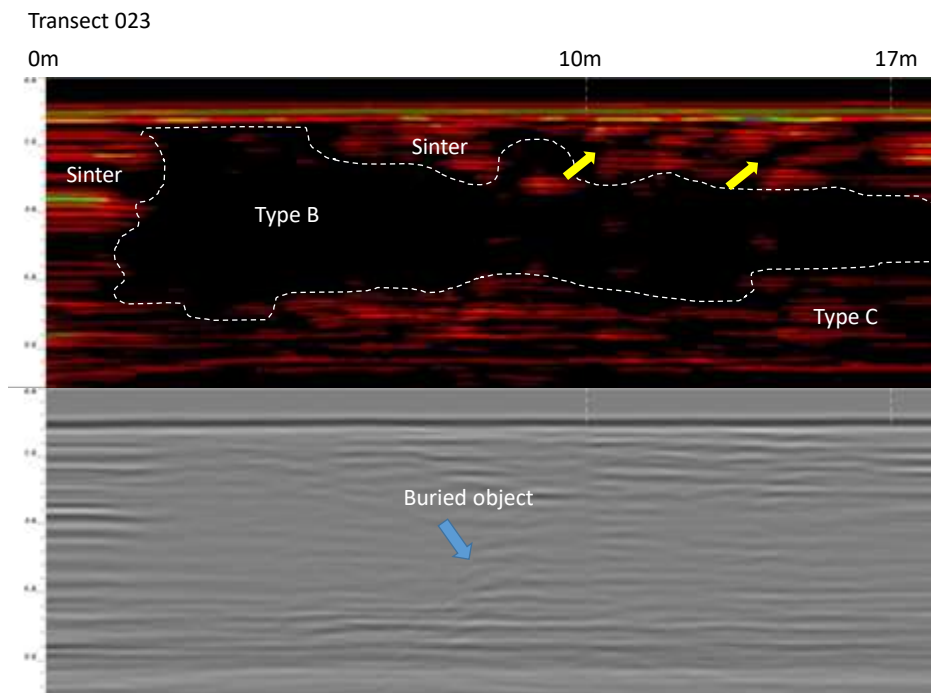 Transect 023
0m 10m 17m
Sinter
Sinter
Type B
Type C
Buried object